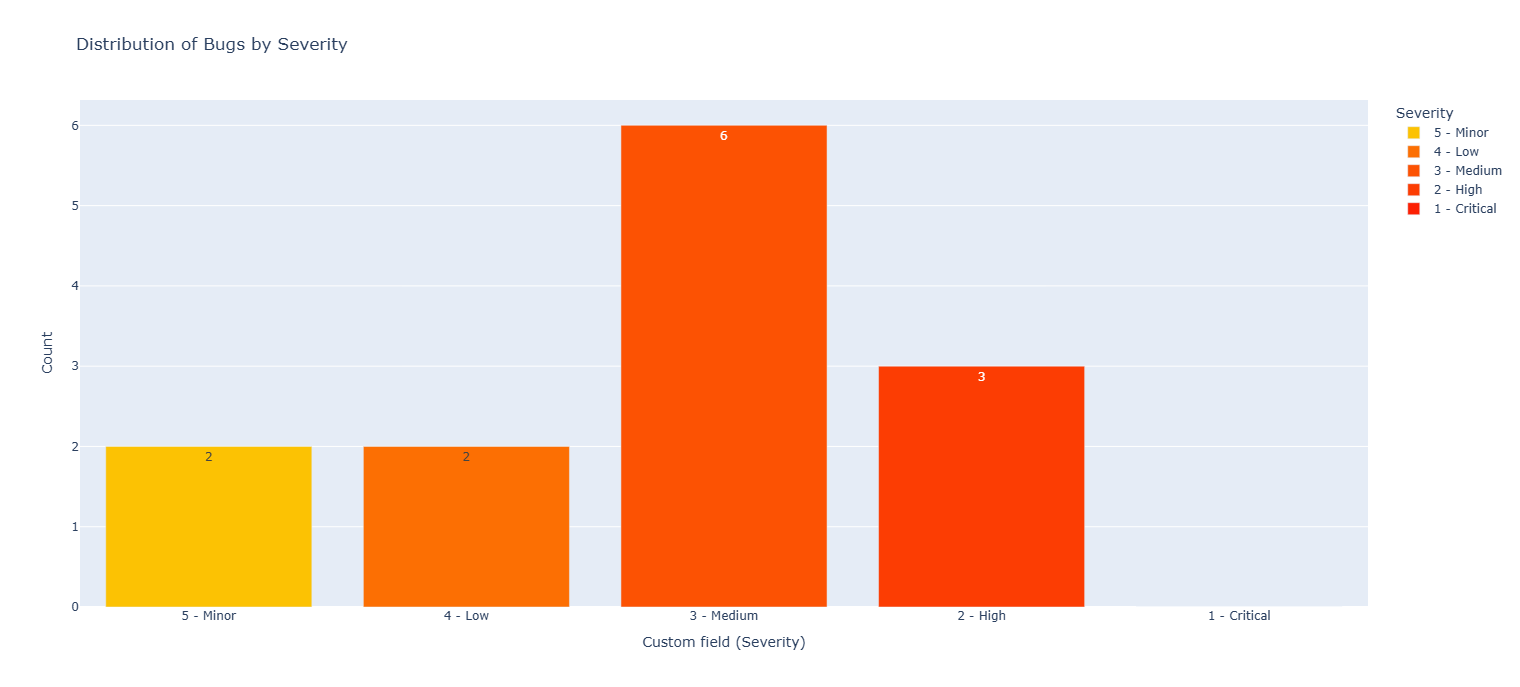 Distribution of Bugs by Severity
Severity
5 - Minor
4 - Low
3 - Medium
2 - High
1 - Critical
Count
6
5
4
3
2
1
0
2
2
6
3
5 - Minor
4 - Low
3 - Medium
2 - High
1 - Critical
Custom field (Severity)